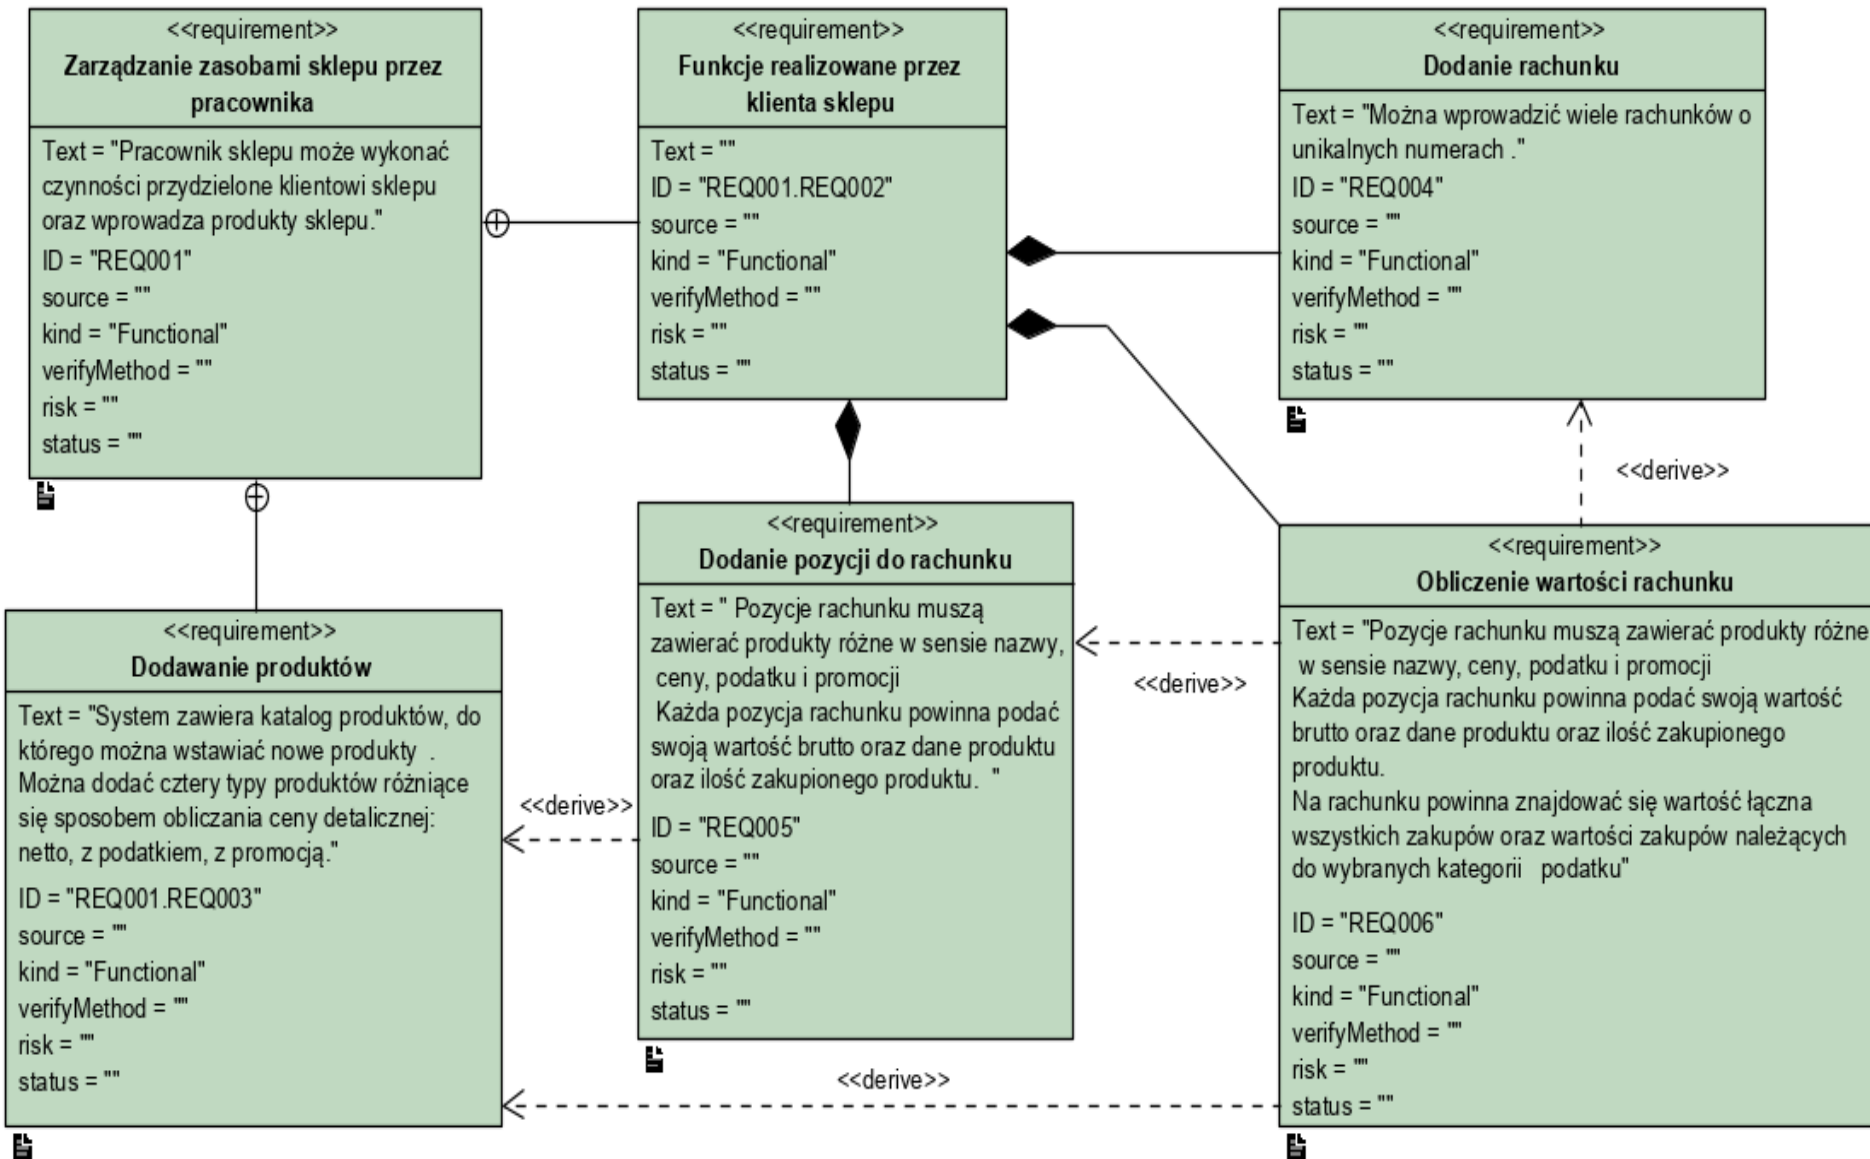 <<requirement>>
Zarządzanie zasobami sklepu przez
pracownika
Text = "Pracownik sklepu może wykonać
czynności przydzielone klientowi sklepu
oraz wprowadza produkty sklepu."
ID = "REQ001"
source = ""
kind = "Functional"
verifyMethod = ""
risk = ""
status = ""
<<requirement>>
Funkcje realizowane przez
klienta sklepu
Text = ""
ID = "REQ001.REQ002"
source = ""
kind = "Functional"
verifyMethod = ""
risk = ""
status = ""
<<requirement>>
Dodanie rachunku
Text = "Można wprowadzić wiele rachunków o
unikalnych numerach ."
ID = "REQ004"
source = ""
kind = "Functional"
verifyMethod = ""
risk = ""
status = ""
<<derive>>
<<requirement>>
Dodawanie produktów
Text = "System zawiera katalog produktów, do
którego można wstawiać nowe produkty .
Można dodać cztery typy produktów różniące
się sposobem obliczania ceny detalicznej:
netto, z podatkiem, z promocją."
ID = "REQ001.REQ003"
source = ""
kind = "Functional"
verifyMethod = ""
risk = ""
status = ""
<<derive>>
<<requirement>>
Dodanie pozycji do rachunku
Text = " Pozycje rachunku muszą
zawierać produkty różne w sensie nazwy,
ceny, podatku i promocji
Każda pozycja rachunku powinna podać
swoją wartość brutto oraz dane produktu
oraz ilość zakupionego produktu. "
ID = "REQ005"
source = ""
kind = "Functional"
verifyMethod = ""
risk = ""
status = ""
<<derive>>
<<derive>>
<<requirement>>
Obliczenie wartości rachunku
Text = "Pozycje rachunku muszą zawierać produkty różne
w sensie nazwy, ceny, podatku i promocji
Każda pozycja rachunku powinna podać swoją wartość
brutto oraz dane produktu oraz ilość zakupionego
produktu.
Na rachunku powinna znajdować się wartość łączna
wszystkich zakupów oraz wartości zakupów należących
do wybranych kategorii podatku"
ID = "REQ006"
source = ""
kind = "Functional"
verifyMethod = ""
risk = ""
status = ""